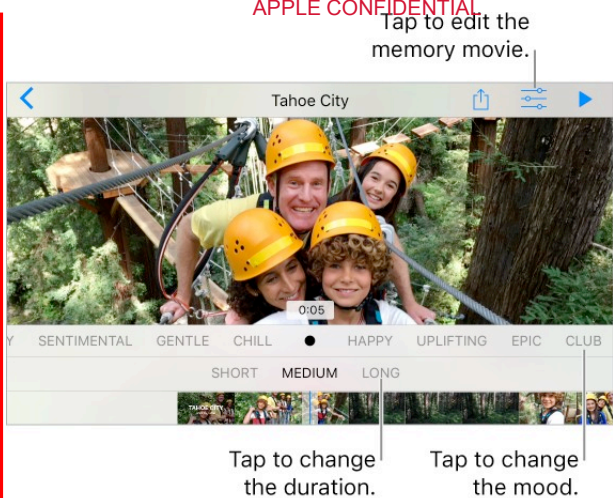 APPLE CONFIDENTIAL
Tap to edit the
memory movie.
Tahoe City
0:05
Y SENTIMENTAL GENTLE CHILL HAPPY UPLIFTING EPIC CLUB
SHORT MEDIUM LONG
TAHOE CITY
Tap to change
the duration.
Tap to change
the mood.